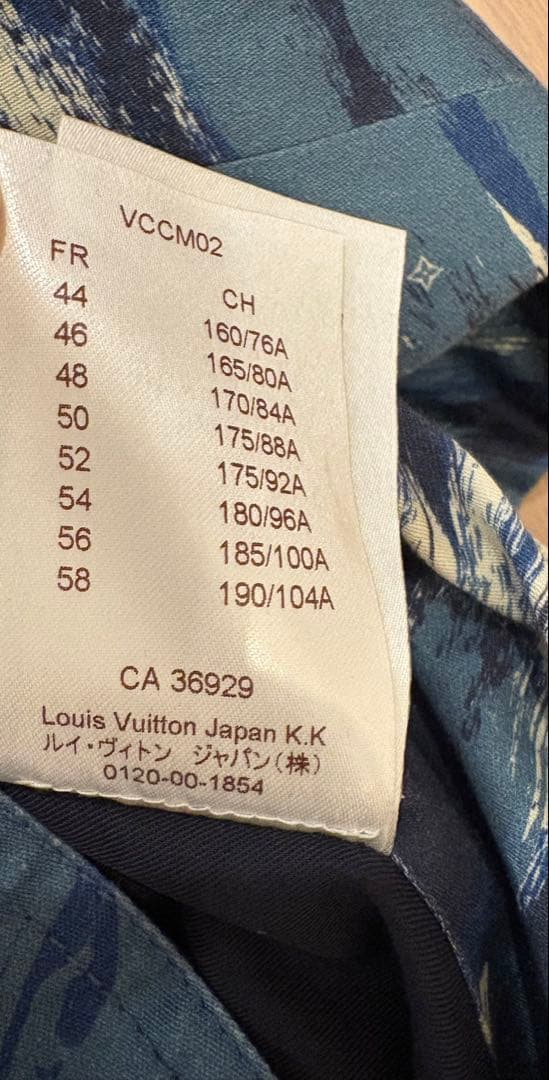 VCCM02
FR CH
44 160/76A
46 165/80A
48 170/84A
50 175/88A
52 175/92A
54 180/96A
56 185/100A
58 190/104A
CA 36929
Louis Vuitton Japan K.K
ルイ・ヴィトン ジャパン(株)
0120-00-1854